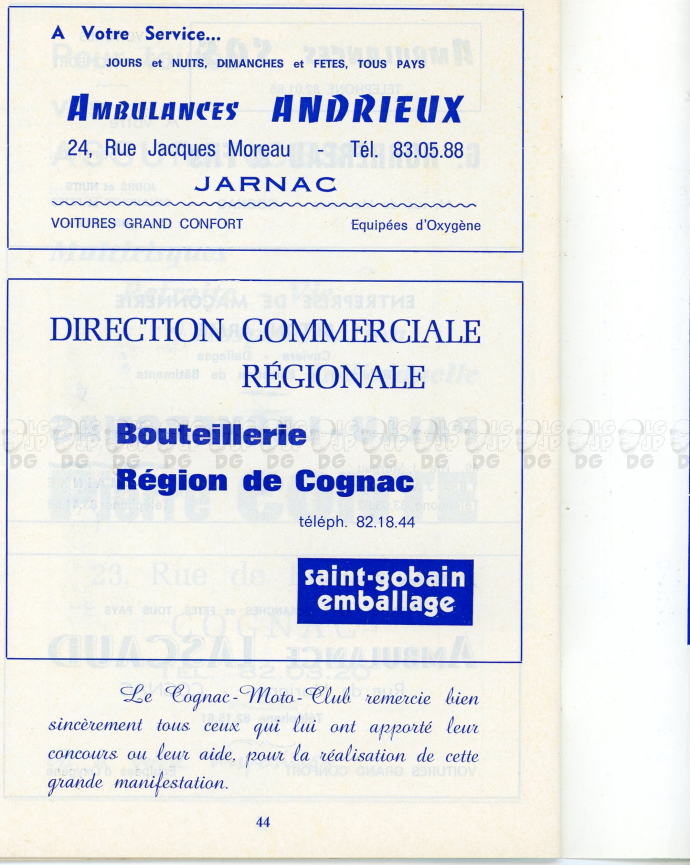 A Votre Service...
JOURS et NUITS, DIMANCHES et FETES, TOUS PAYS
AMBULANCES ANDRIEUX
24, Rue Jacques Moreau - Tél. 83.05.88
JARNAC
VOITURES GRAND CONFORT Equipées d'Oxygène
DIRECTION COMMERCIALE
RÉGIONALE
Bouteillerie
Région de Cognac
téléph. 82.18.44
saint-gobain
emballage
Le Cognac-Moto-Club remercie bien
sincèrement tous ceux qui lui ont apporté leur
concours ou leur aide, pour la réalisation de cette
grande manifestation.
44